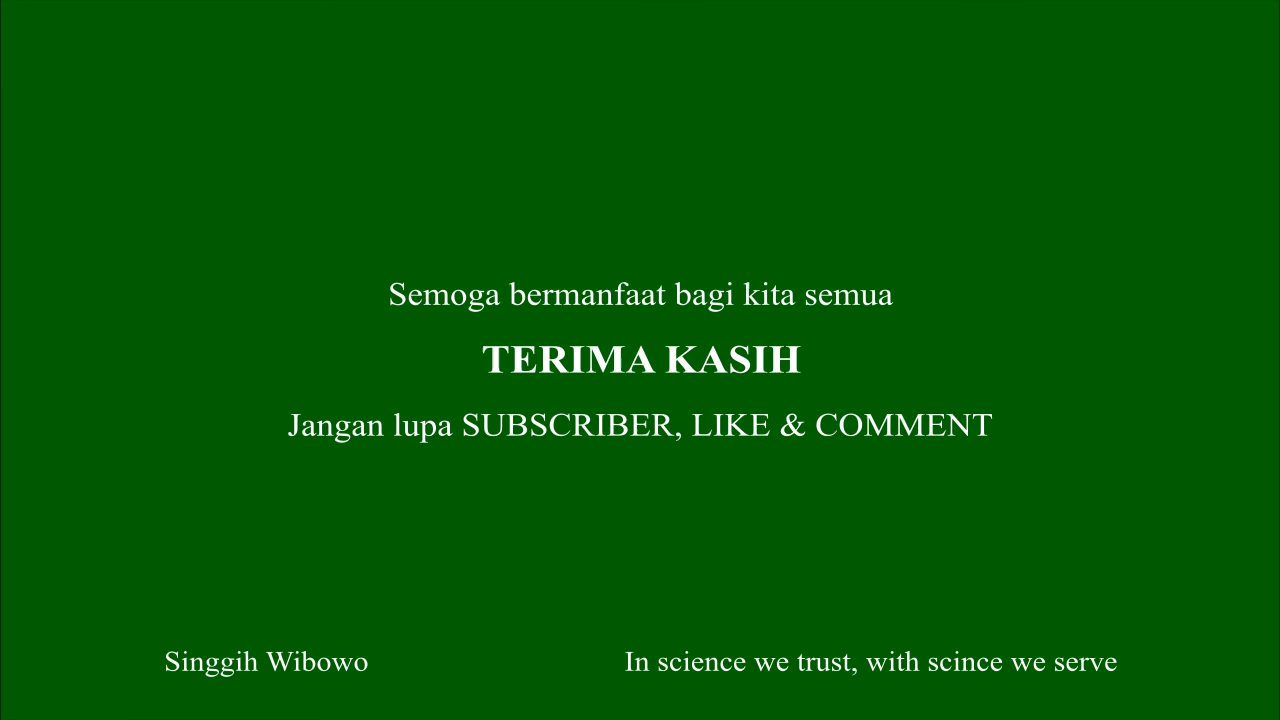 Semoga bermanfaat bagi kita semua
TERIMA KASIH
Jangan lupa SUBSCRIBER, LIKE & COMMENT
Singgih Wibowo
In science we trust, with scince we serve